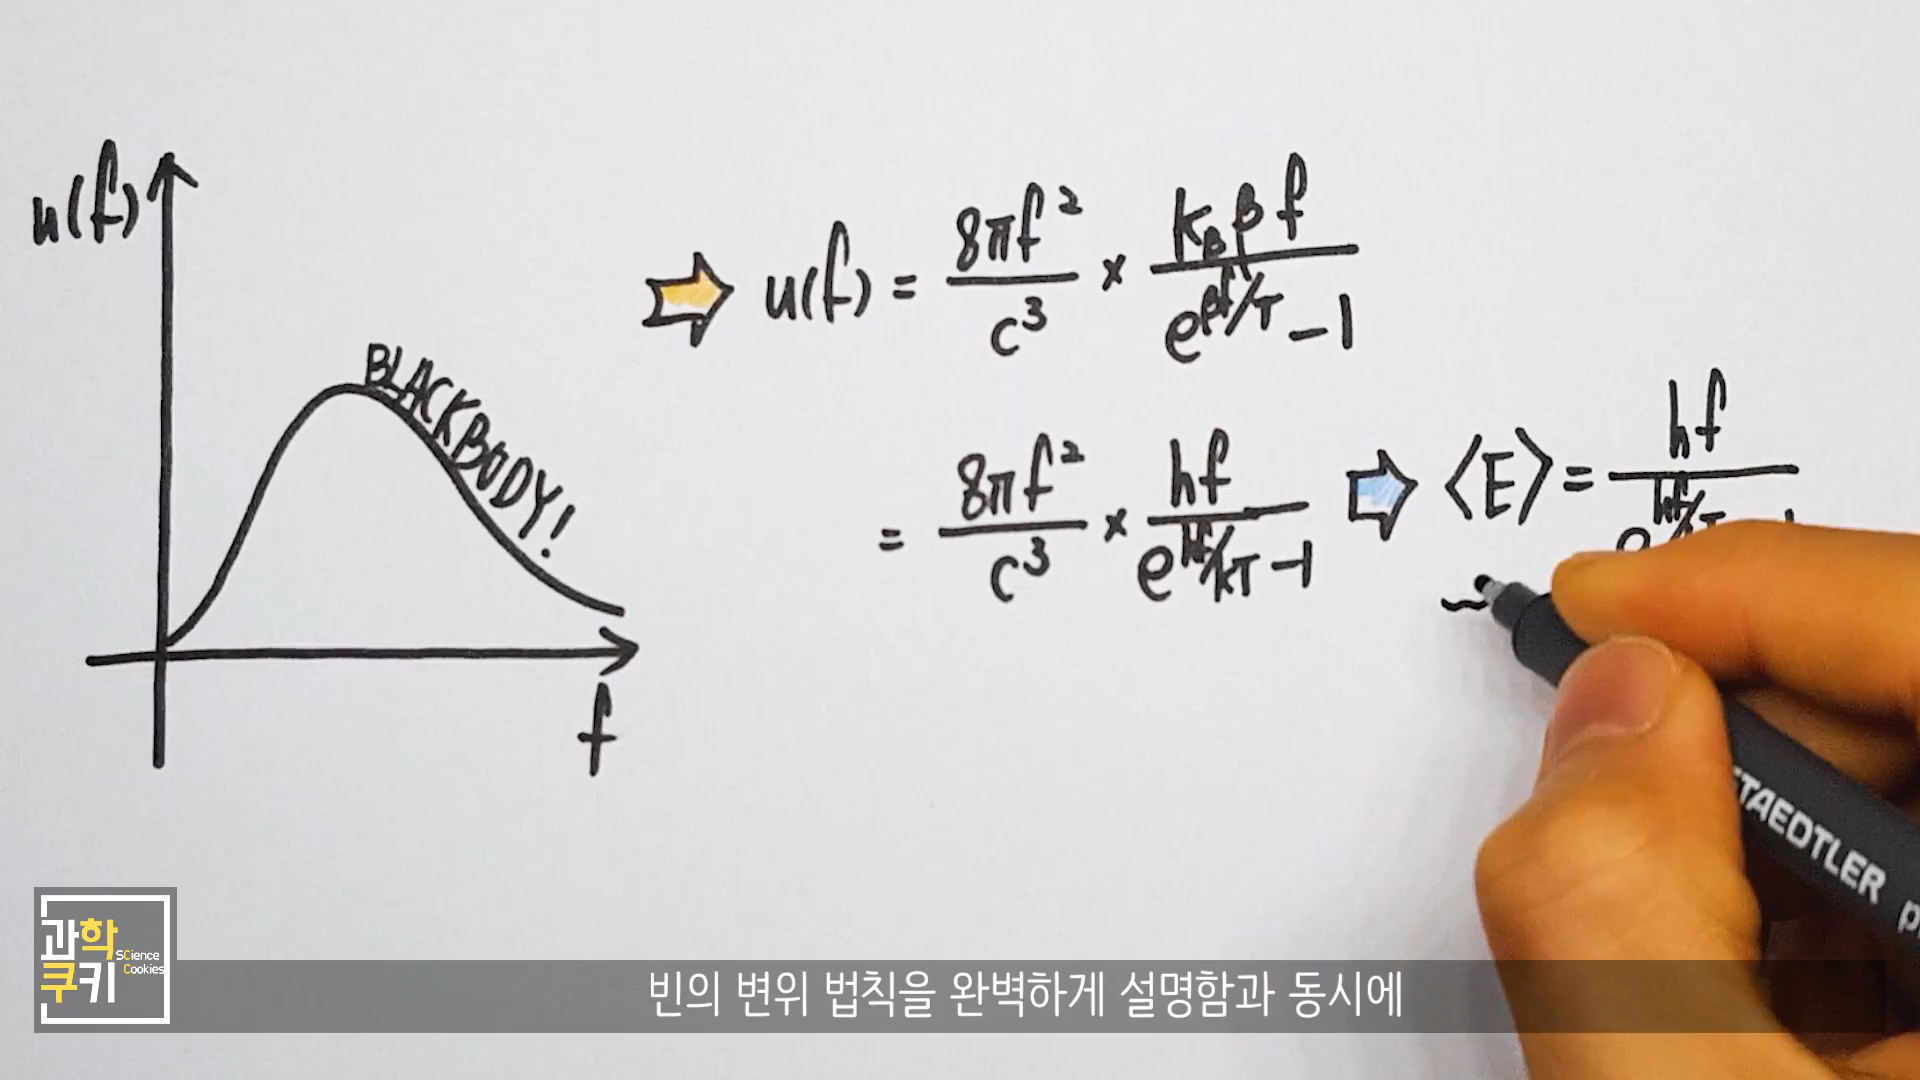 u(f)
BLACKBODY!
f
u(f) = 8πf²/c³ × k_Bβf/(e^(βf/T) - 1)
= 8πf²/c³ × hf/(e^(hf/kT) - 1)
⟨E⟩ = hf
STAEDTLER
과학
쿠키
SCience
Cookies
빈의 변위 법칙을 완벽하게 설명함과 동시에